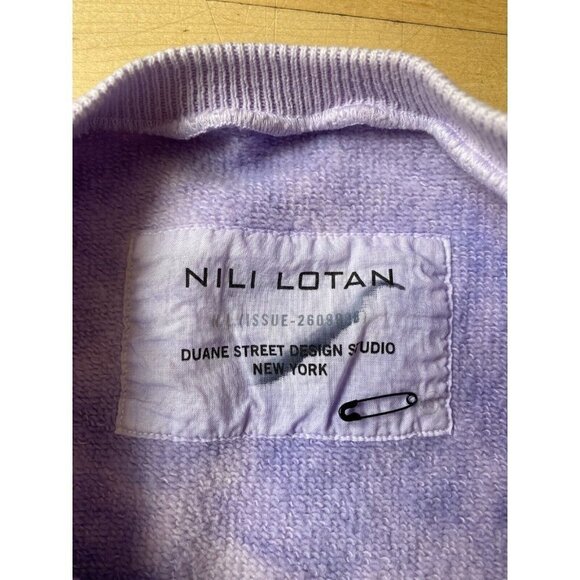 NILI LOTAN
DUANE STREET DESIGN STUDIO
NEW YORK